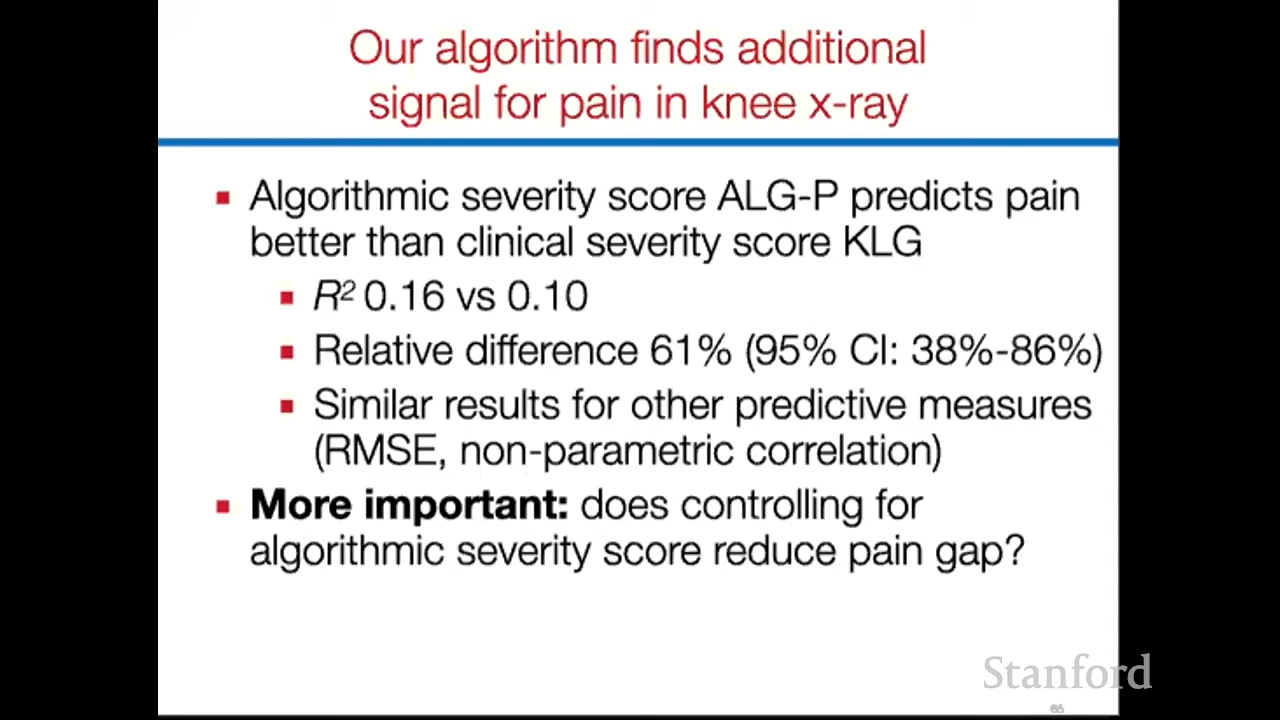 Our algorithm finds additional
signal for pain in knee x-ray
▪ Algorithmic severity score ALG-P predicts pain
better than clinical severity score KLG
▪ R² 0.16 vs 0.10
▪ Relative difference 61% (95% CI: 38%-86%)
▪ Similar results for other predictive measures
(RMSE, non-parametric correlation)
▪ More important: does controlling for
algorithmic severity score reduce pain gap?
Stanford